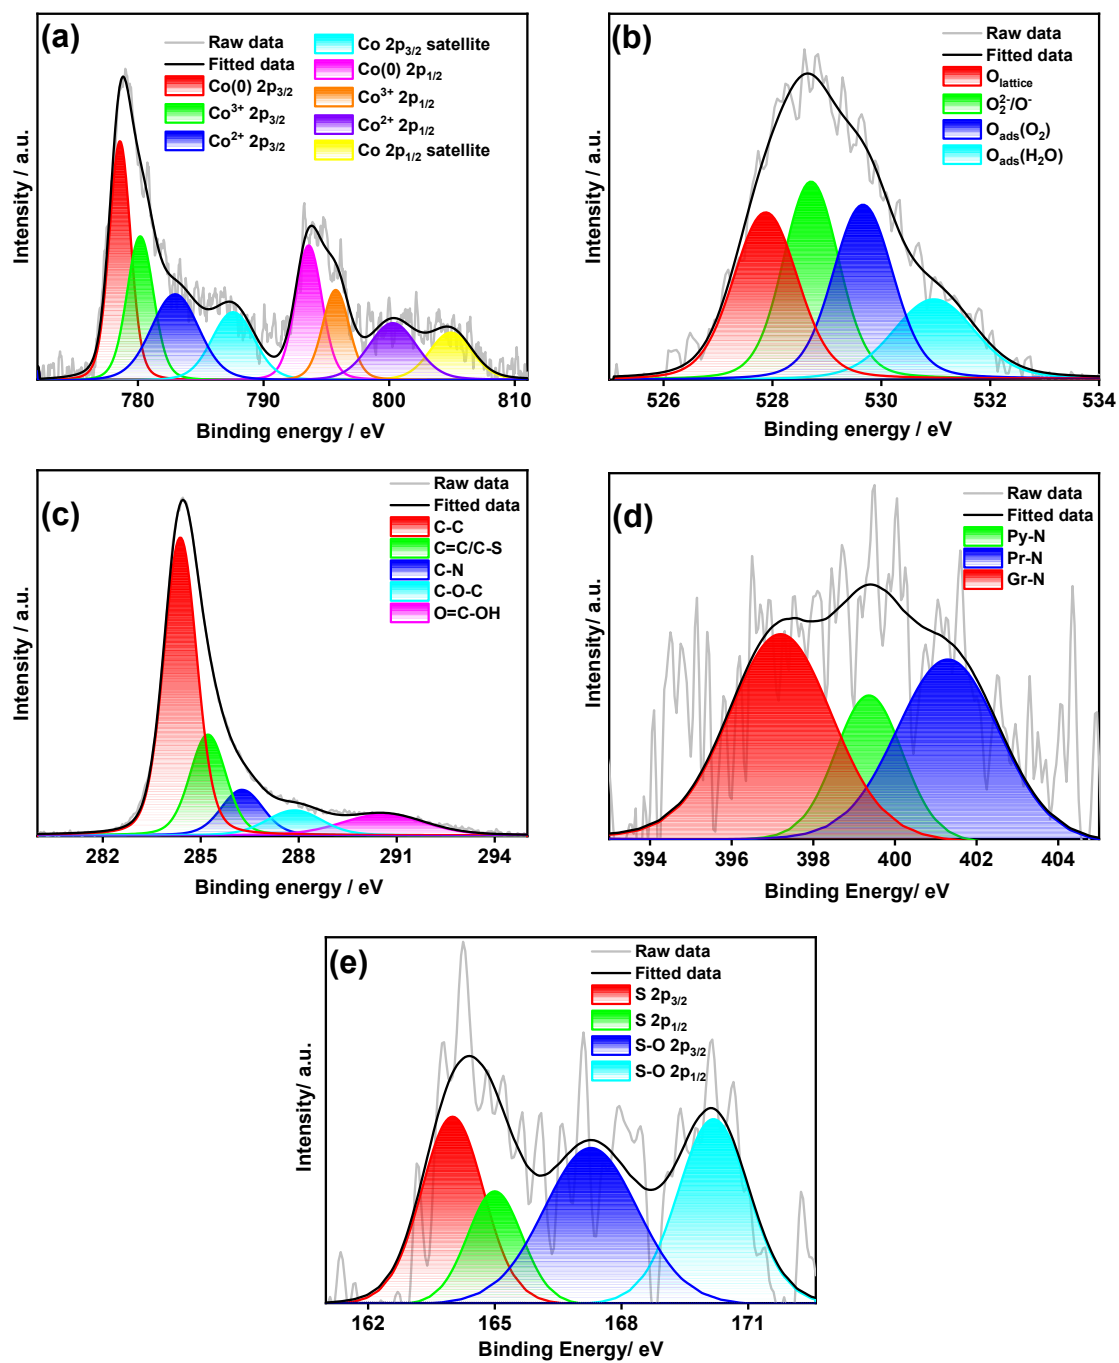 (a)
Raw data
Fitted data
Co(0) 2p3/2
Co3+ 2p3/2
Co2+ 2p3/2
Co 2p3/2 satellite
Co(0) 2p1/2
Co3+ 2p1/2
Co2+ 2p1/2
Co 2p1/2 satellite
Intensity / a.u.
780 790 800 810
Binding energy / eV
(b)
Raw data
Fitted data
Olattice
O22-/O-
Oads(O2)
Oads(H2O)
Intensity / a.u.
526 528 530 532 534
Binding energy / eV
(c)
Raw data
Fitted data
C-C
C=C/C-S
C-N
C-O-C
O=C-OH
Intensity / a.u.
282 285 288 291 294
Binding energy / eV
(d)
Raw data
Fitted data
Py-N
Pr-N
Gr-N
Intensity/ a.u.
394 396 398 400 402 404
Binding Energy/ eV
(e)
Raw data
Fitted data
S 2p3/2
S 2p1/2
S-O 2p3/2
S-O 2p1/2
Intensity/ a.u.
162 165 168 171
Binding Energy/ eV